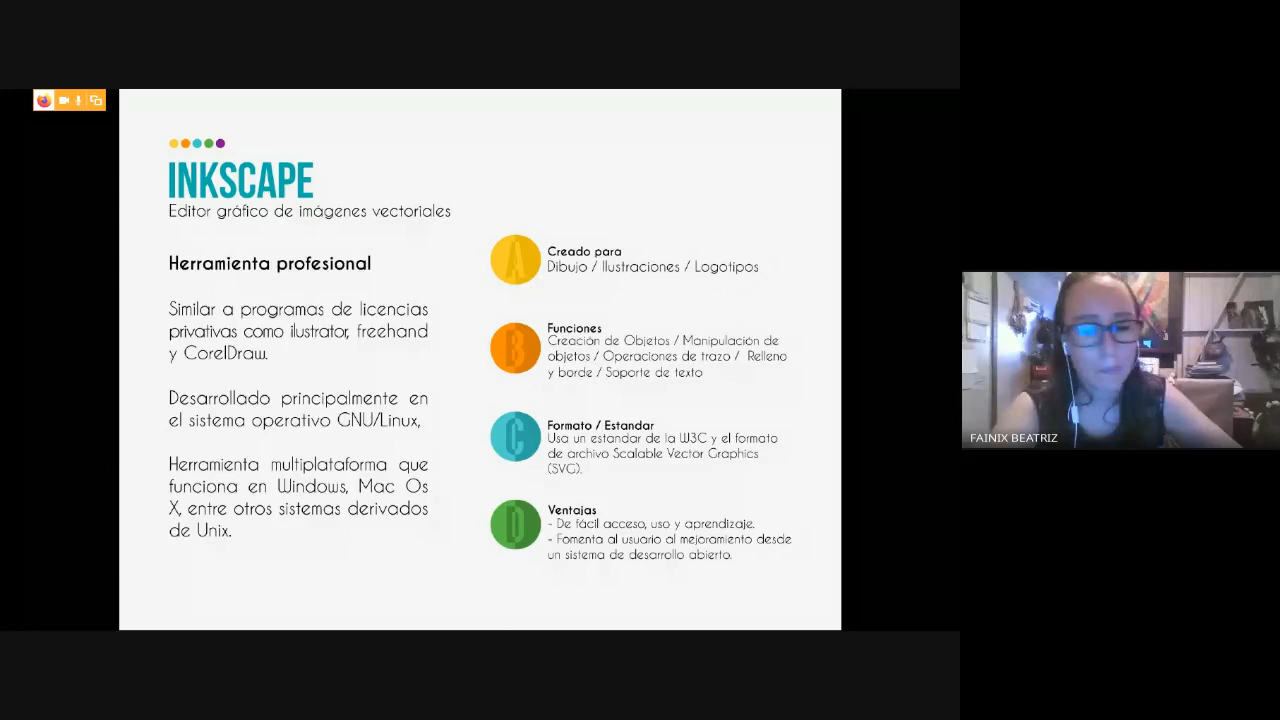 INKSCAPE
Editor gráfico de imágenes vectoriales
Herramienta profesional
Similar a programas de licencias
privativas como ilustrator, freehand
y CorelDraw.
Desarrollado principalmente en
el sistema operativo GNU/Linux,
Herramienta multiplataforma que
funciona en Windows, Mac Os
X, entre otros sistemas derivados
de Unix.
A
Creado para
Dibujo / Ilustraciones / Logotipos
B
Funciones
Creación de Objetos / Manipulación de
objetos / Operaciones de trazo / Relleno
y borde / Soporte de texto
C
Formato / Estandar
Usa un estandar de la W3C y el formato
de archivo Scalable Vector Graphics
(SVG).
D
Ventajas
- De fácil acceso, uso y aprendizaje.
- Fomenta al usuario al mejoramiento desde
un sistema de desarrollo abierto.
FAINIX BEATRIZ